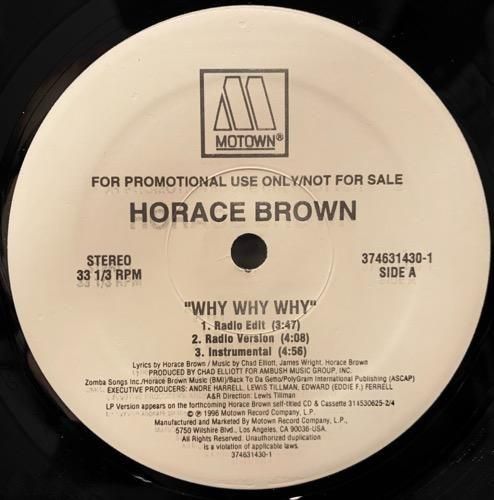 MOTOWN®
FOR PROMOTIONAL USE ONLY/NOT FOR SALE
HORACE BROWN
STEREO
33 1/3 RPM
374631430-1
SIDE A
"WHY WHY WHY"
1. Radio Edit (3:47)
2. Radio Version (4:08)
3. Instrumental (4:56)
Lyrics by Horace Brown / Music by Chad Elliott, James Wright, Horace Brown
PRODUCED BY CHAD ELLIOTT FOR AMBUSH MUSIC GROUP, INC.
Zomba Songs Inc./Horace Brown Music (BMI)/Back To Da Getto/PolyGram International Publishing (ASCAP)
EXECUTIVE PRODUCERS: ANDRE HARRELL, LEWIS TILLMAN, EDWARD (EDDIE F.) FERRELL
A&R Direction: Lewis Tillman
LP Version appears on the forthcoming Horace Brown self-titled CD & Cassette 314530625-2/4
© ℗ 1996 Motown Record Company, L.P.
Manufactured and Marketed By Motown Record Company, L.P.,
5750 Wilshire Blvd., Los Angeles, CA 90036-USA.
All Rights Reserved. Unauthorized duplication
is a violation of applicable laws.
374631430-1